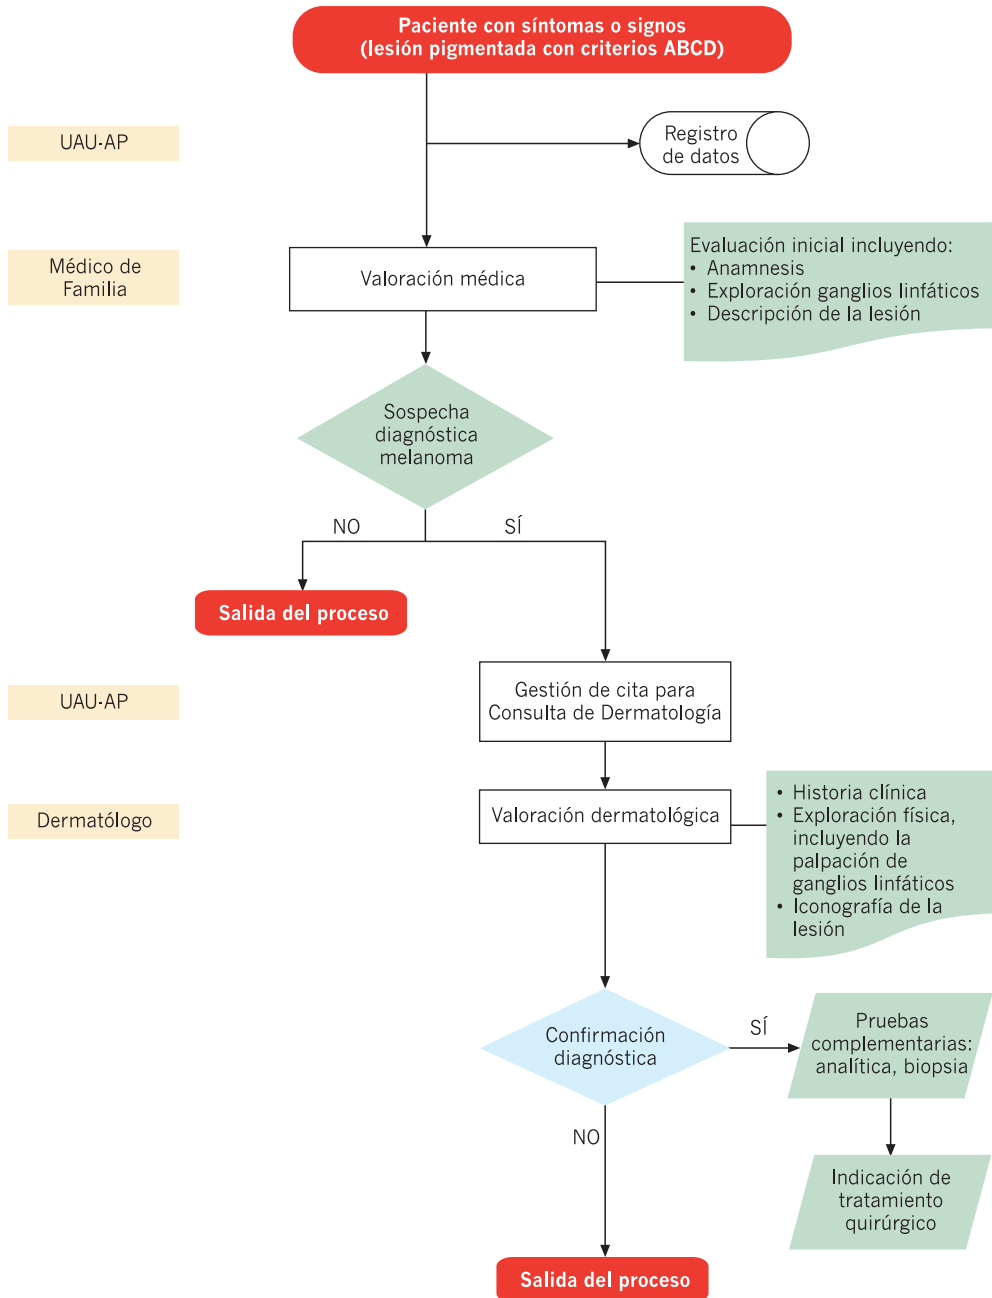 Paciente con síntomas o signos
(lesión pigmentada con criterios ABCD)
UAU-AP
Registro
de datos
Médico de
Familia
Valoración médica
Evaluación inicial incluyendo:
• Anamnesis
• Exploración ganglios linfáticos
• Descripción de la lesión
Sospecha
diagnóstica
melanoma
NO
SÍ
Salida del proceso
UAU-AP
Gestión de cita para
Consulta de Dermatología
Dermatólogo
Valoración dermatológica
• Historia clínica
• Exploración física,
incluyendo la
palpación de
ganglios linfáticos
• Iconografía de la
lesión
Confirmación
diagnóstica
SÍ
Pruebas
complementarias:
analítica, biopsia
NO
Indicación de
tratamiento
quirúrgico
Salida del proceso